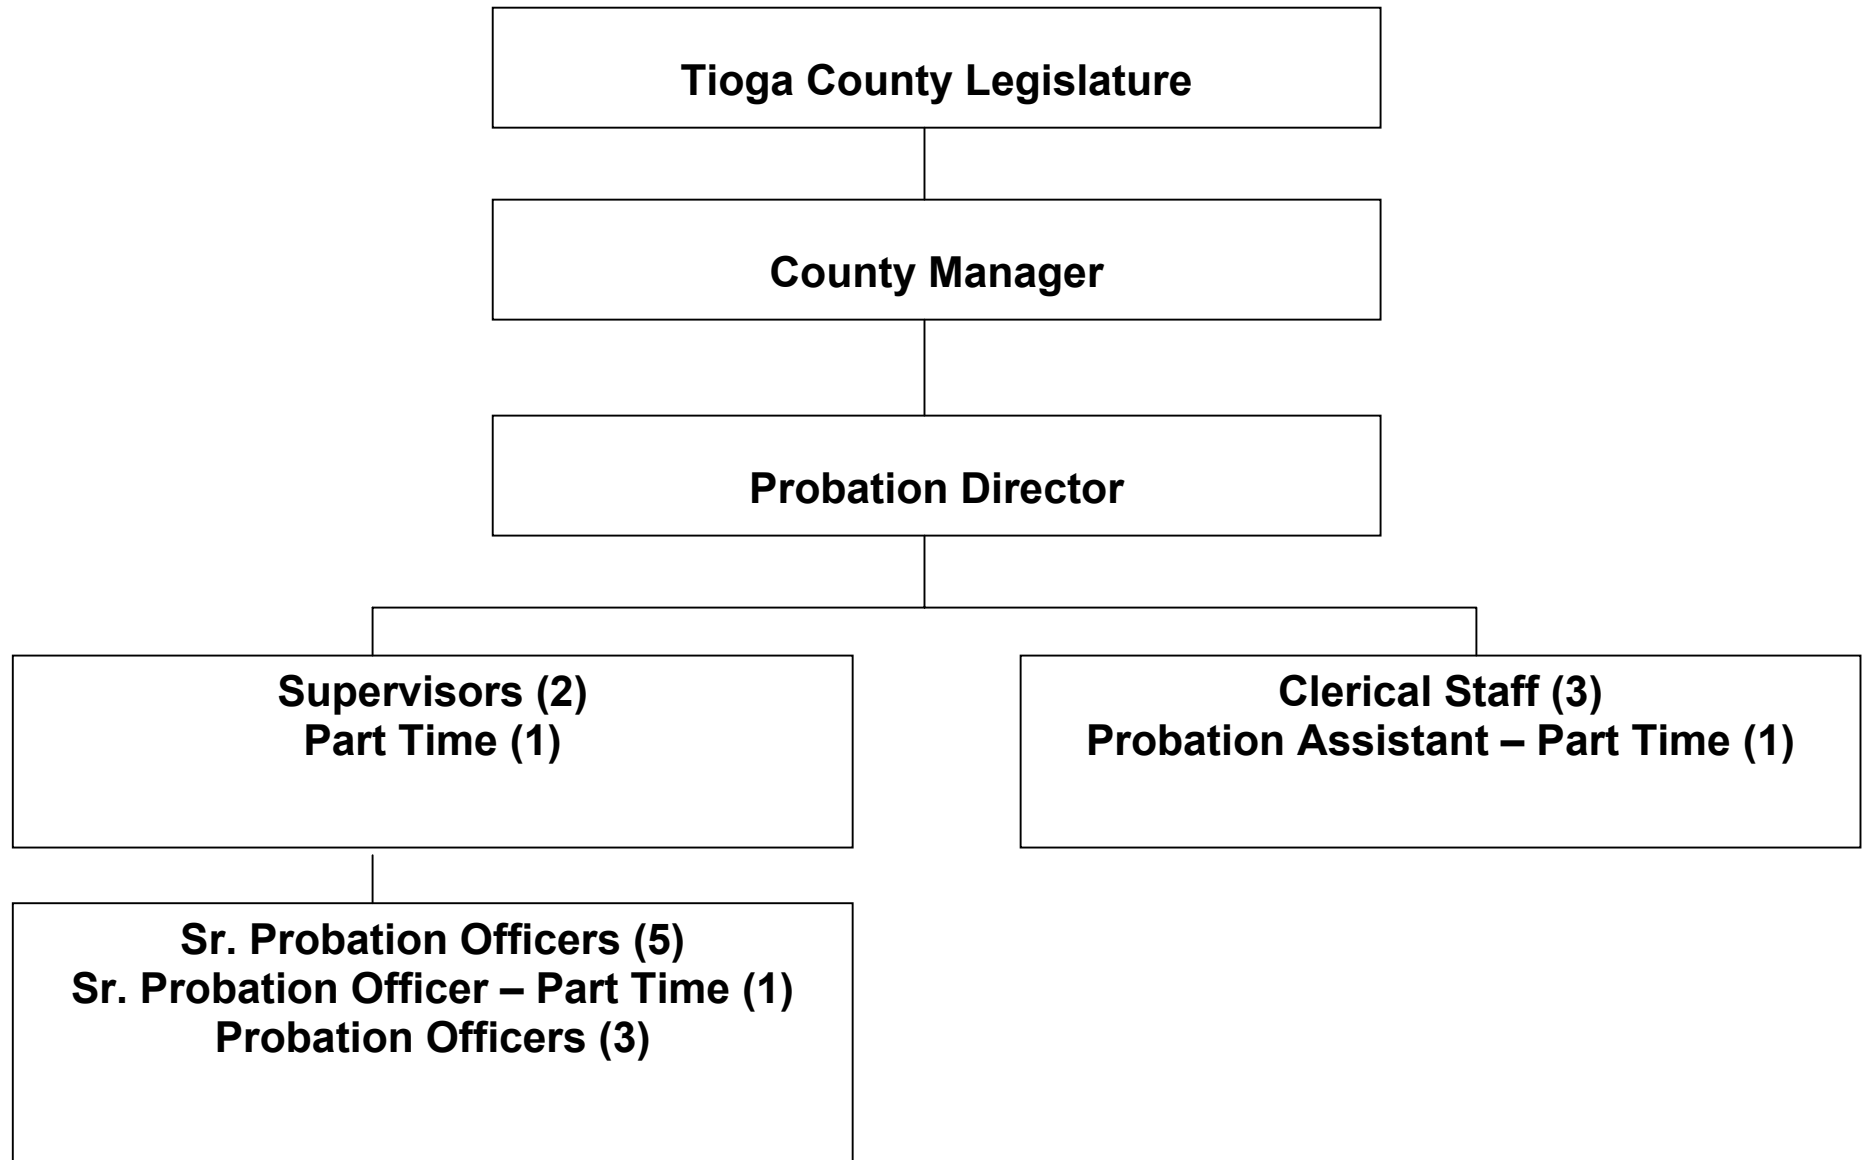 Tioga County Legislature
County Manager
Probation Director
Supervisors (2)
Part Time (1)
Clerical Staff (3)
Probation Assistant – Part Time (1)
Sr. Probation Officers (5)
Sr. Probation Officer – Part Time (1)
Probation Officers (3)